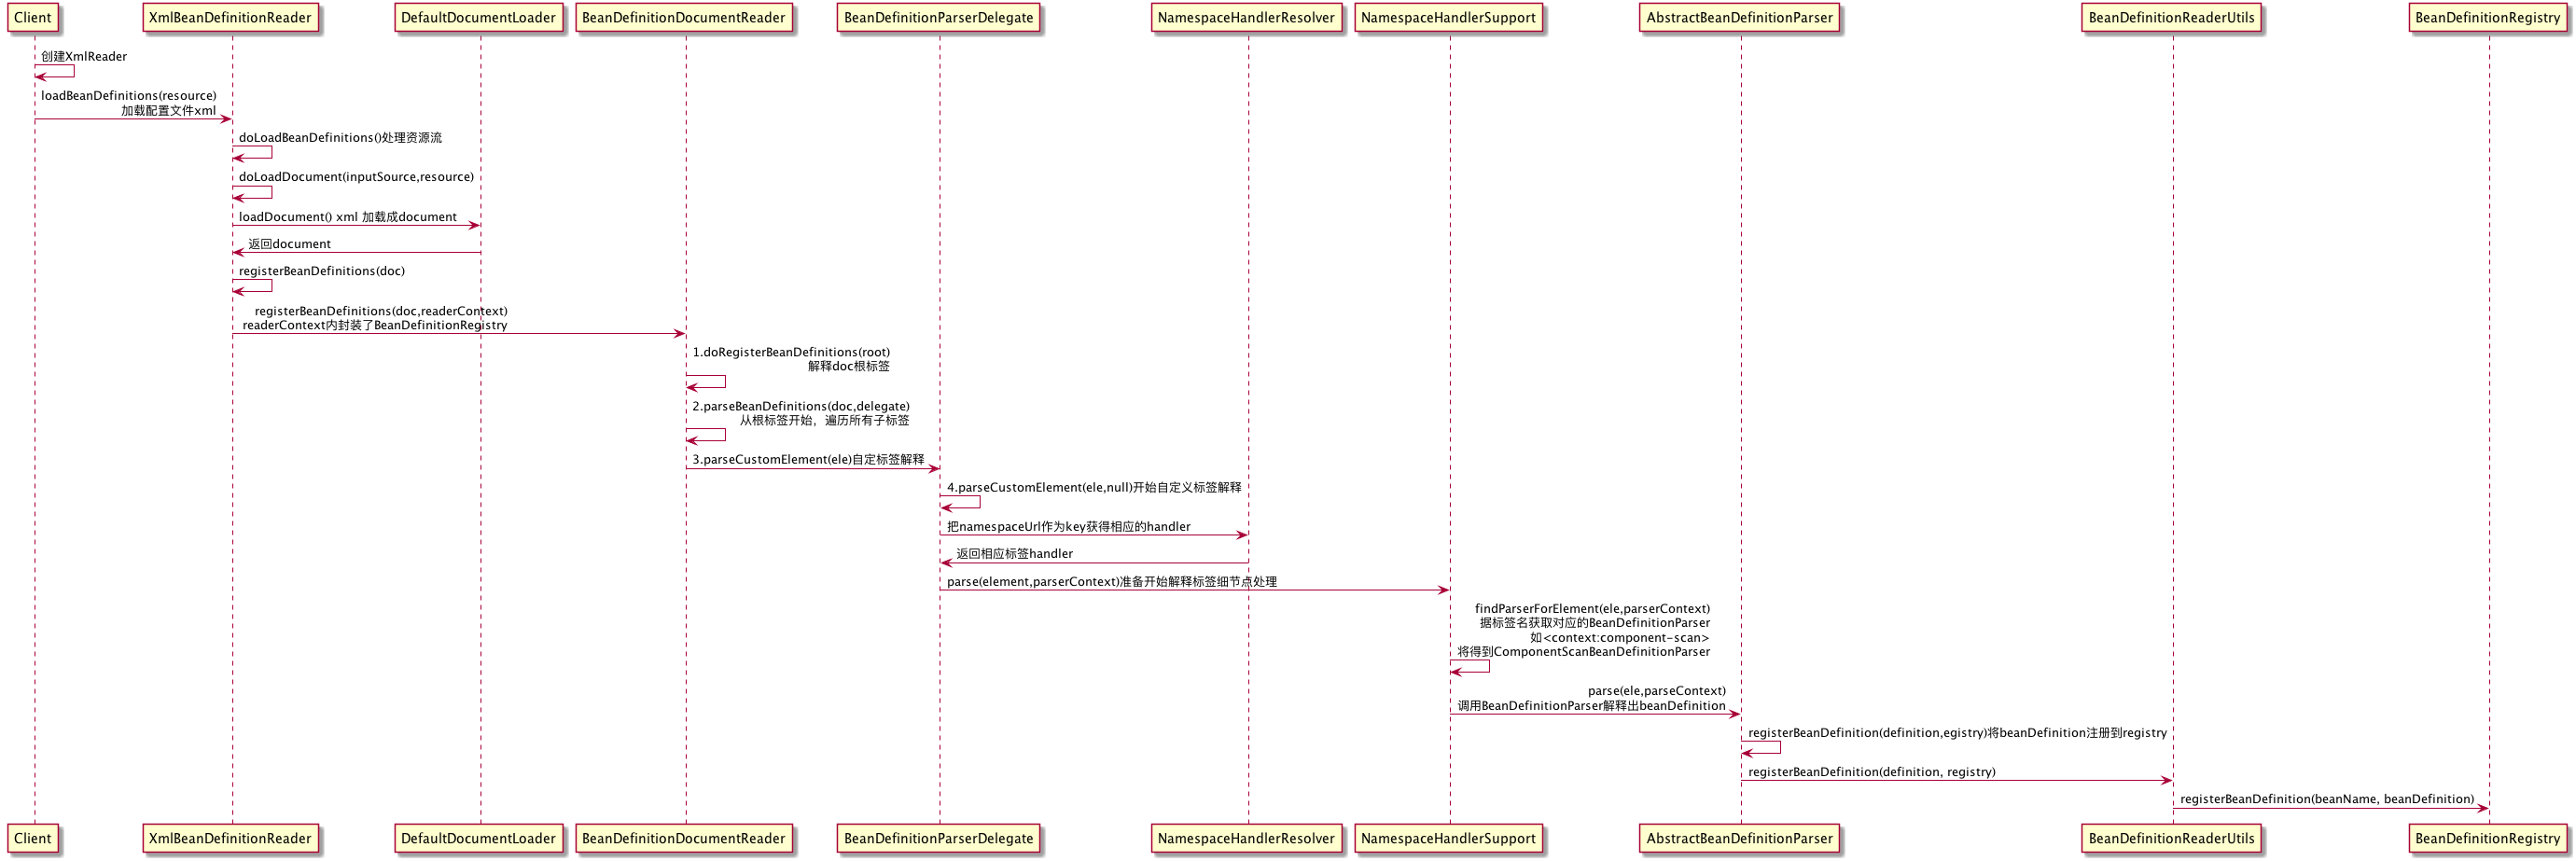 Client
XmlBeanDefinitionReader
DefaultDocumentLoader
BeanDefinitionDocumentReader
BeanDefinitionParserDelegate
NamespaceHandlerResolver
NamespaceHandlerSupport
AbstractBeanDefinitionParser
BeanDefinitionReaderUtils
BeanDefinitionRegistry
创建XmlReader
loadBeanDefinitions(resource)
加载配置文件xml
doLoadBeanDefinitions()处理资源流
doLoadDocument(inputSource,resource)
loadDocument() xml 加载成document
返回document
registerBeanDefinitions(doc)
registerBeanDefinitions(doc,readerContext)
readerContext内封装了BeanDefinitionRegistry
1.doRegisterBeanDefinitions(root)
解释doc根标签
2.parseBeanDefinitions(doc,delegate)
从根标签开始，遍历所有子标签
3.parseCustomElement(ele)自定标签解释
4.parseCustomElement(ele,null)开始自定义标签解释
把namespaceUrl作为key获得相应的handler
返回相应标签handler
parse(element,parserContext)准备开始解释标签细节点处理
findParserForElement(ele,parserContext)
据标签名获取对应的BeanDefinitionParser
如<context:component-scan>
将得到ComponentScanBeanDefinitionParser
parse(ele,parseContext)
调用BeanDefinitionParser解释出beanDefinition
registerBeanDefinition(definition,egistry)将beanDefinition注册到registry
registerBeanDefinition(definition, registry)
registerBeanDefinition(beanName, beanDefinition)
Client
XmlBeanDefinitionReader
DefaultDocumentLoader
BeanDefinitionDocumentReader
BeanDefinitionParserDelegate
NamespaceHandlerResolver
NamespaceHandlerSupport
AbstractBeanDefinitionParser
BeanDefinitionReaderUtils
BeanDefinitionRegistry